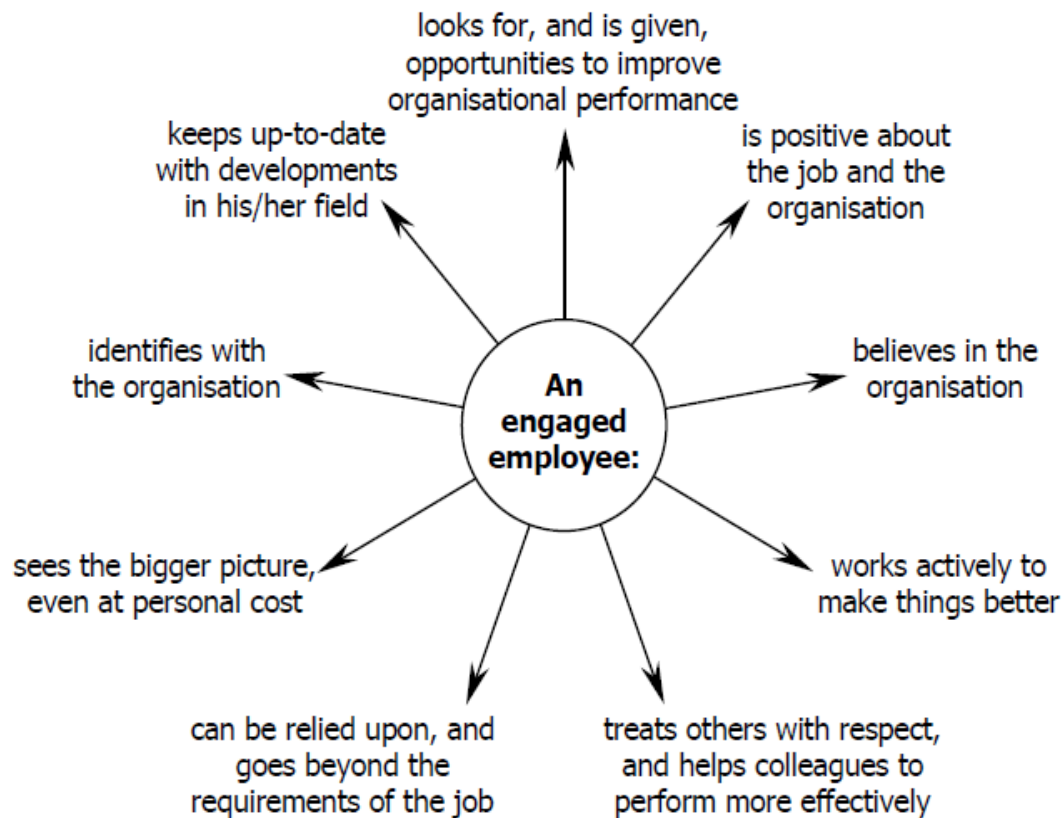 looks for, and is given,
opportunities to improve
organisational performance
keeps up-to-date
with developments
in his/her field
is positive about
the job and the
organisation
identifies with
the organisation
An
engaged
employee:
believes in the
organisation
sees the bigger picture,
even at personal cost
works actively to
make things better
can be relied upon, and
goes beyond the
requirements of the job
treats others with respect,
and helps colleagues to
perform more effectively